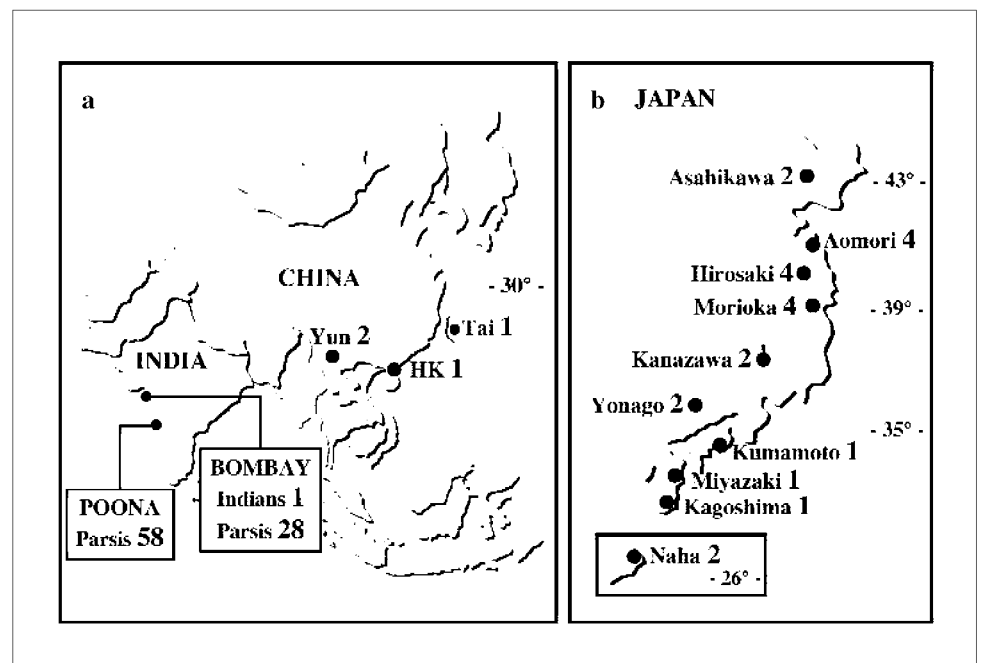 a
CHINA
- 30° -
Tai 1
Yun 2
HK 1
INDIA
BOMBAY
Indians 1
Parsis 28
POONA
Parsis 58
b JAPAN
Asahikawa 2
- 43° -
Aomori 4
Hirosaki 4
Morioka 4
- 39° -
Kanazawa 2
Yonago 2
- 35° -
Kumamoto 1
Miyazaki 1
Kagoshima 1
Naha 2
- 26° -